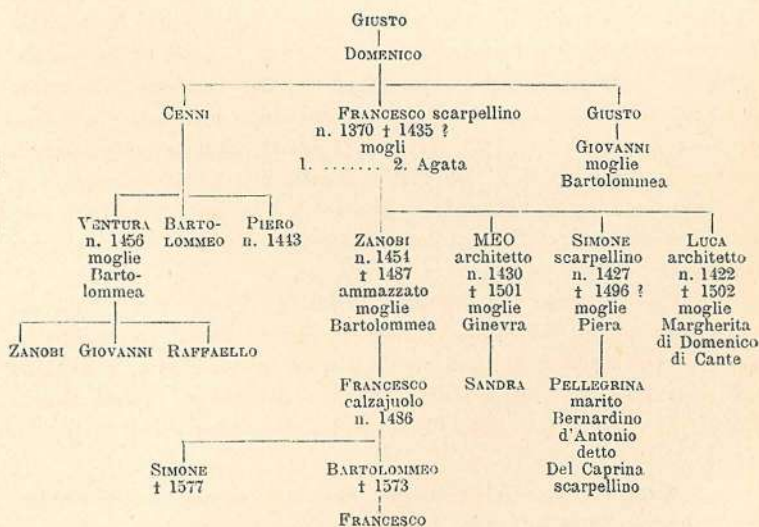 GIUSTO
DOMENICO
CENNI
FRANCESCO scarpellino
n. 1370 † 1435 ?
mogli
1. ....... 2. Agata
GIUSTO
GIOVANNI
moglie
Bartolommea
VENTURA
n. 1456
moglie
Barto-
lommea
BARTO-
LOMMEO
PIERO
n. 1443
ZANOBI
n. 1454
† 1487
ammazzato
moglie
Bartolommea
MEO
architetto
n. 1430
† 1501
moglie
Ginevra
SIMONE
scarpellino
n. 1427
† 1496 ?
moglie
Piera
LUCA
architetto
n. 1422
† 1502
moglie
Margherita
di Domenico
di Cante
ZANOBI GIOVANNI RAFFAELLO
FRANCESCO
calzajuolo
n. 1486
SANDRA
PELLEGRINA
marito
Bernardino
d'Antonio
detto
Del Caprina
scarpellino
SIMONE
† 1577
BARTOLOMMEO
† 1573
FRANCESCO